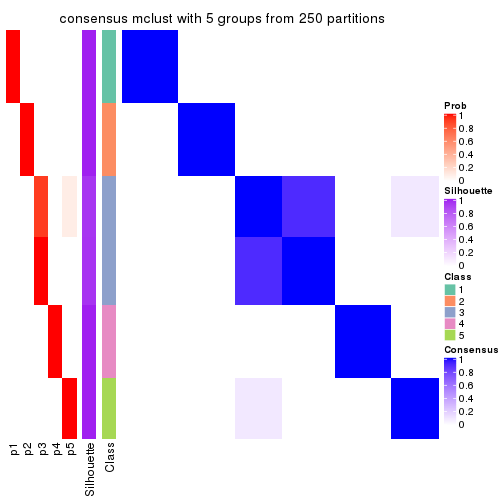 consensus mclust with 5 groups from 250 partitions
Prob
1
0.8
0.6
0.4
0.2
0
Silhouette
1
0.8
0.6
0.4
0.2
0
Class
1
2
3
4
5
Consensus
1
0.8
0.6
0.4
0.2
0
p1
p2
p3
p4
p5
Silhouette
Class